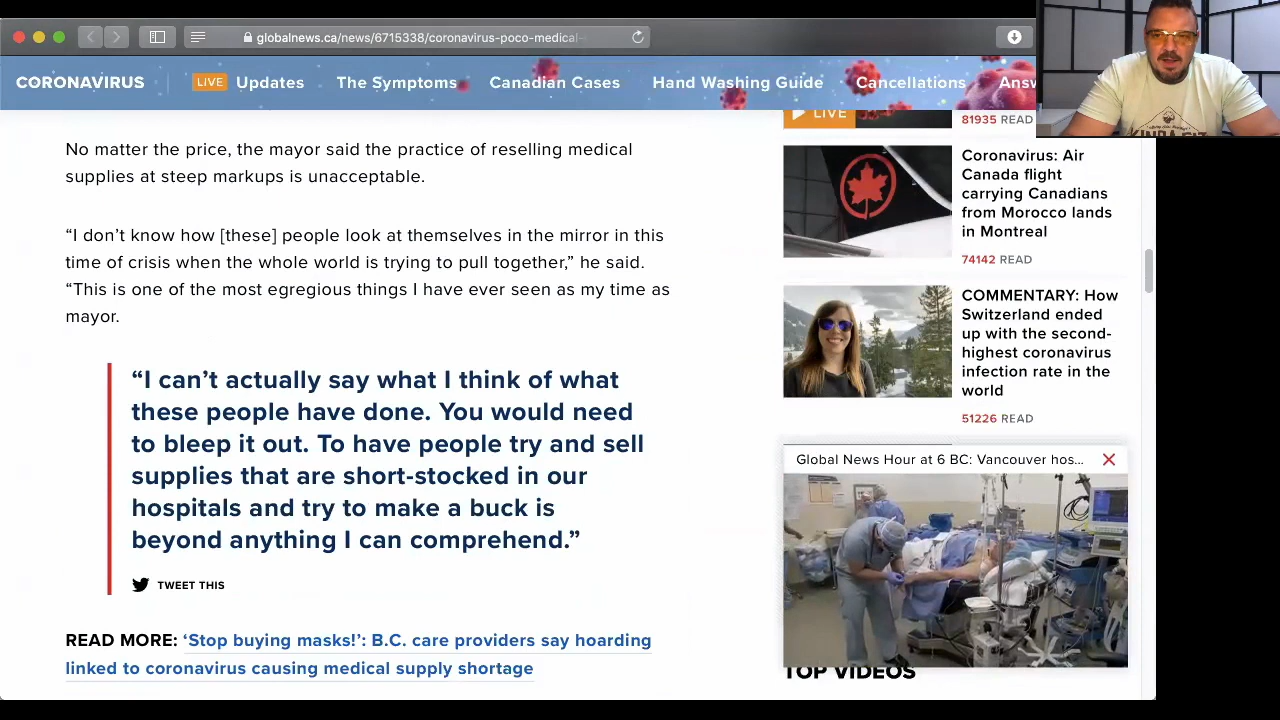 globalnews.ca/news/6715338/coronavirus-poco-medical-
CORONAVIRUS
LIVE Updates The Symptoms Canadian Cases Hand Washing Guide Cancellations
No matter the price, the mayor said the practice of reselling medical
supplies at steep markups is unacceptable.
“I don’t know how [these] people look at themselves in the mirror in this
time of crisis when the whole world is trying to pull together,” he said.
“This is one of the most egregious things I have ever seen as my time as
mayor.
“I can’t actually say what I think of what
these people have done. You would need
to bleep it out. To have people try and sell
supplies that are short-stocked in our
hospitals and try to make a buck is
beyond anything I can comprehend.”
TWEET THIS
READ MORE: ‘Stop buying masks!’: B.C. care providers say hoarding
linked to coronavirus causing medical supply shortage
LIVE
81935 READ
Coronavirus: Air
Canada flight
carrying Canadians
from Morocco lands
in Montreal
74142 READ
COMMENTARY: How
Switzerland ended
up with the second-
highest coronavirus
infection rate in the
world
51226 READ
Global News Hour at 6 BC: Vancouver hos...
TOP VIDEOS